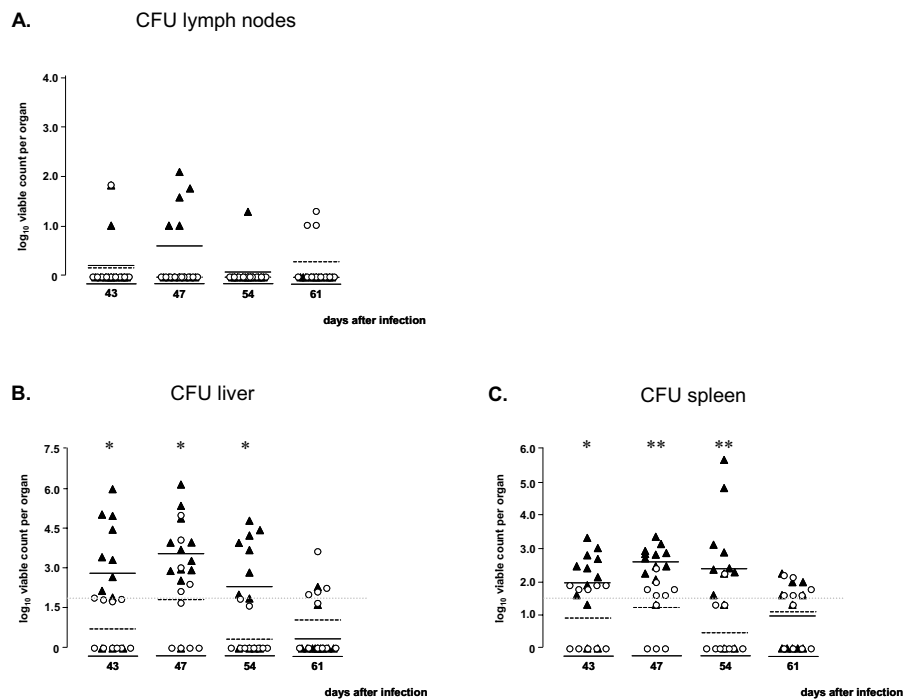 A. CFU lymph nodes
log10 viable count per organ
4.0
3.0
2.0
1.0
0
43 47 54 61
days after infection
B. CFU liver
* * *
log10 viable count per organ
7.5
4.5
3.0
1.5
0
43 47 54 61
days after infection
C. CFU spleen
* ** **
log10 viable count per organ
6.0
5.0
4.0
3.0
2.0
1.0
0
43 47 54 61
days after infection